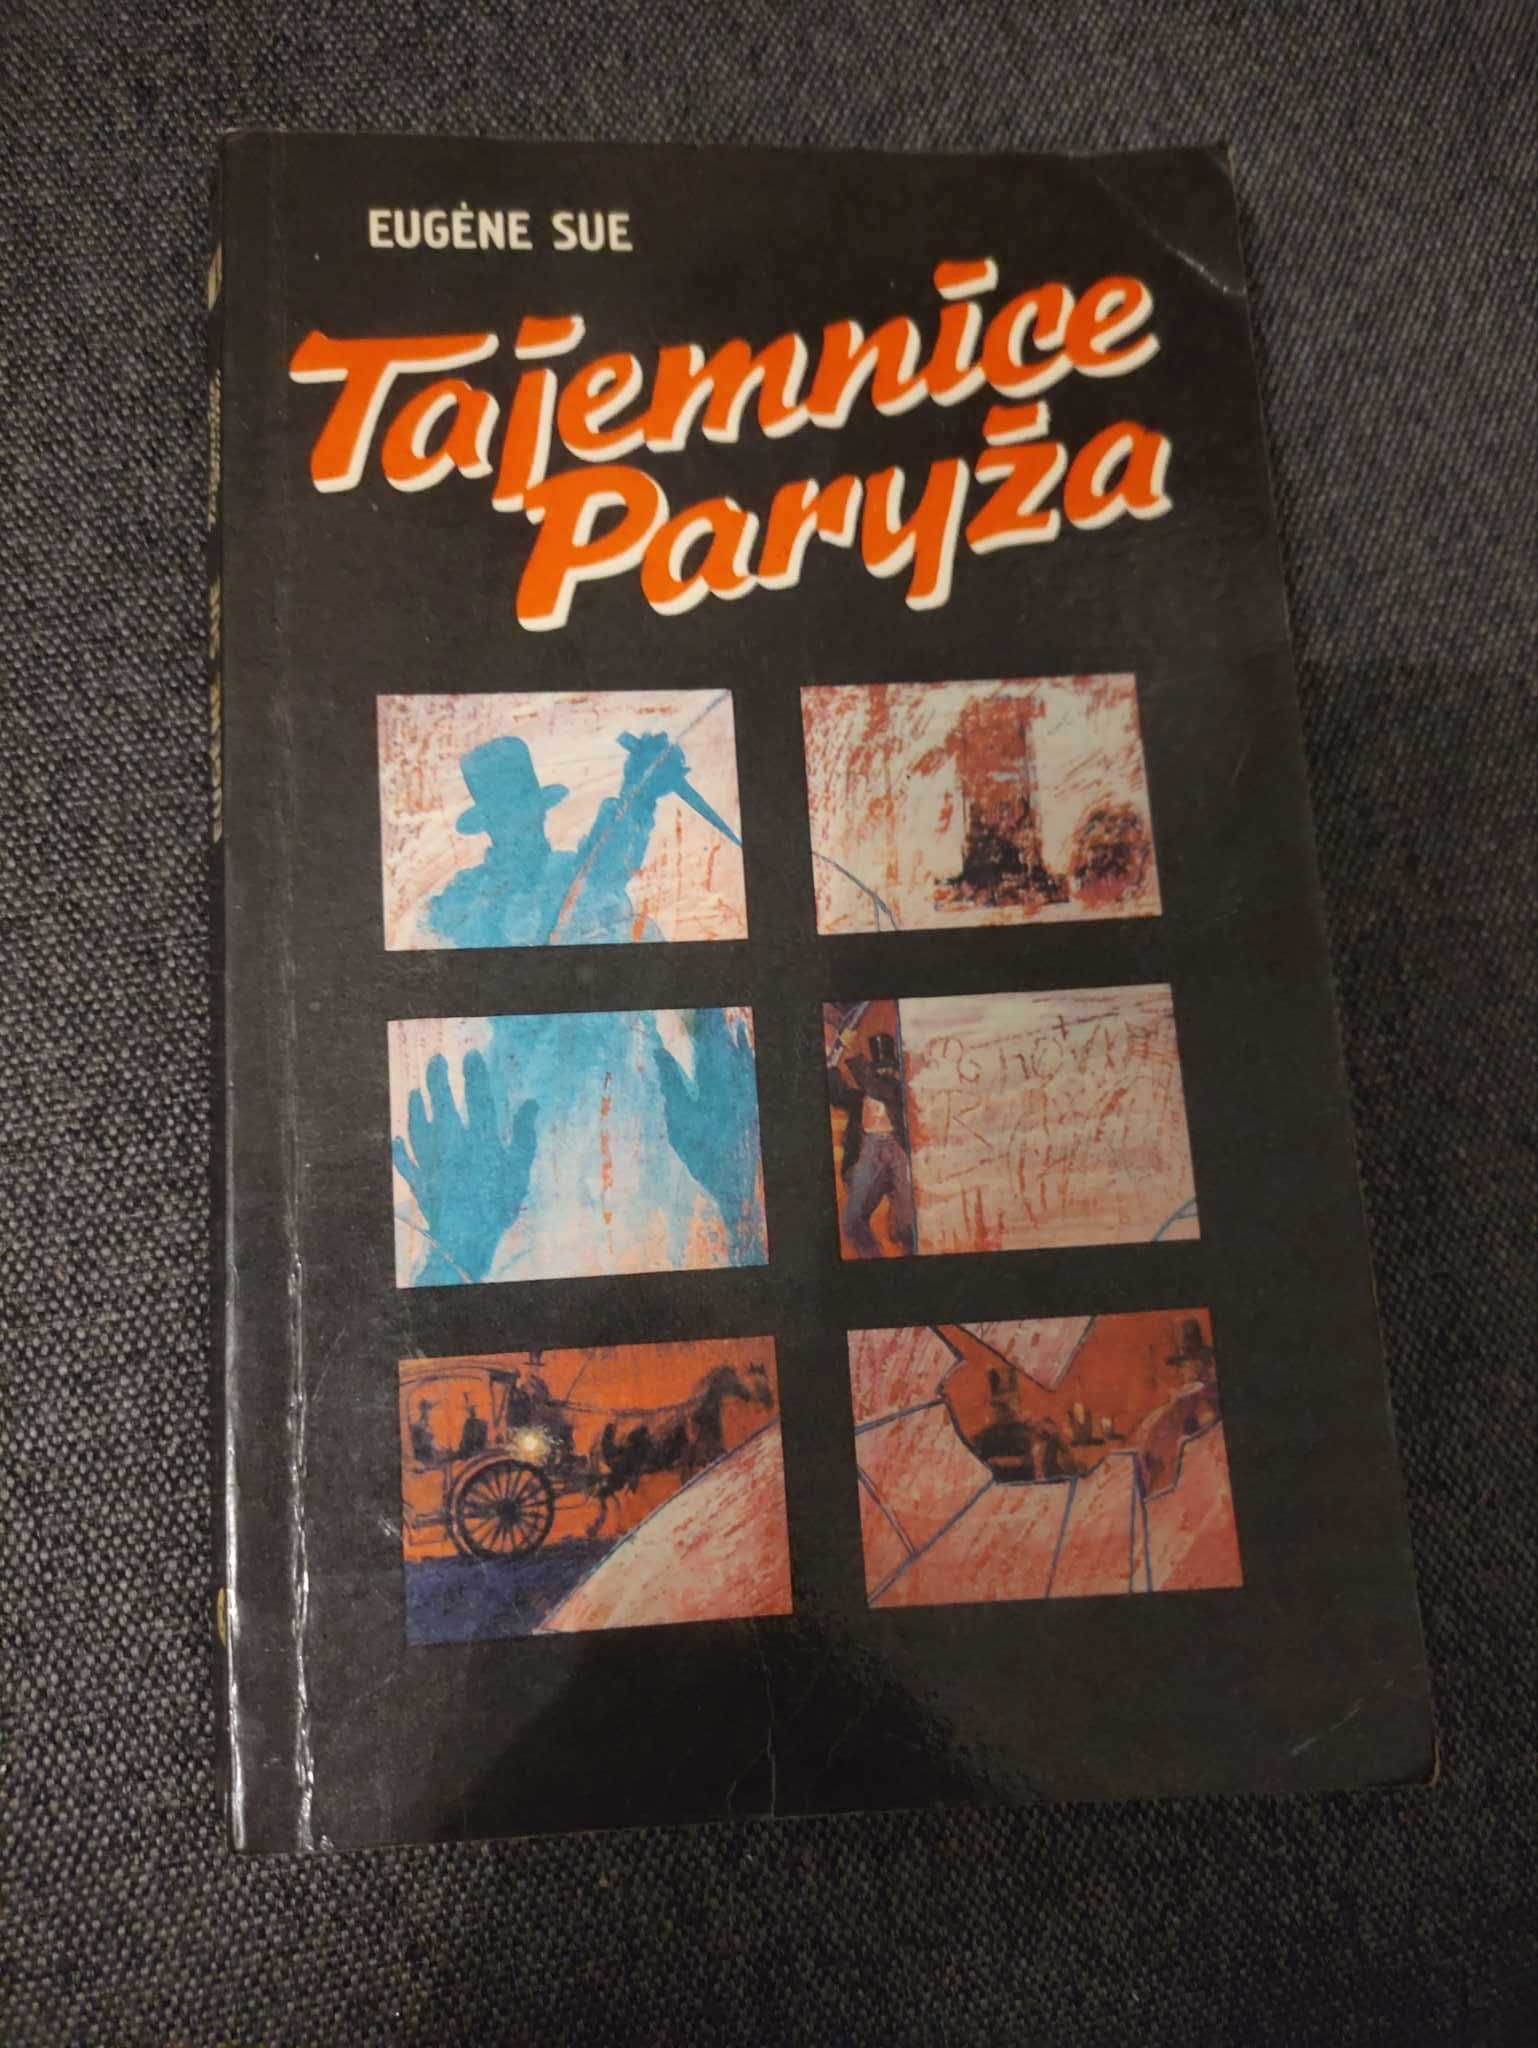 EUGÈNE SUE
Tajemnice
Paryża
I.